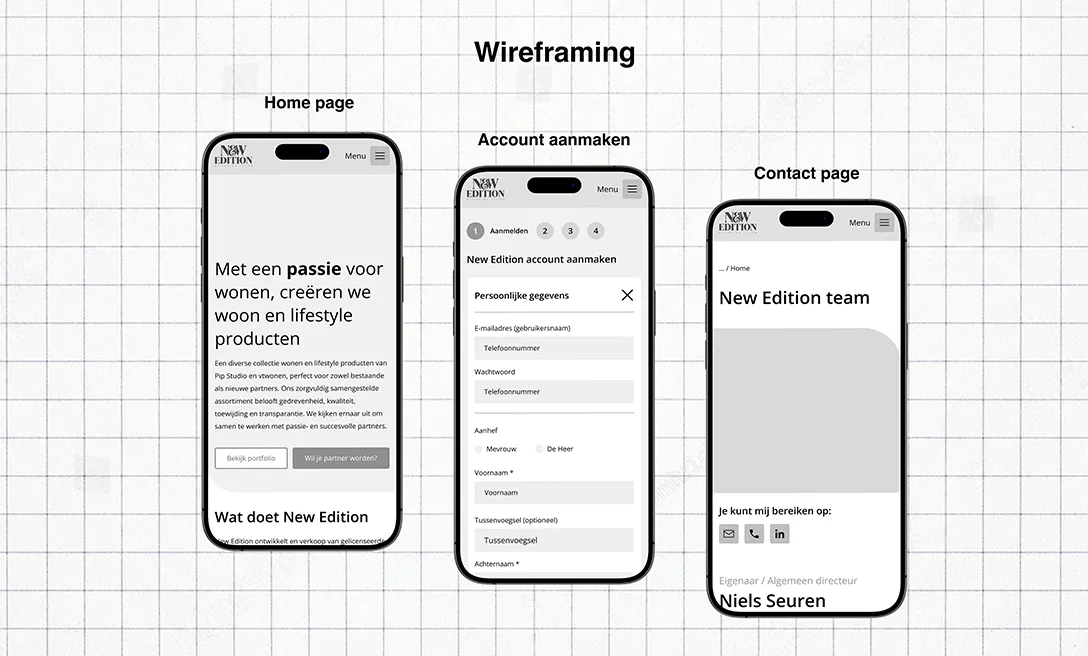 Wireframing
Home page
NEW
EDITION
Menu
Met een passie voor
wonen, creëren we
woon en lifestyle
producten
Een diverse collectie wonen en lifestyle producten van
Pip Studio en vtwonen, perfect voor zowel bestaande
als nieuwe partners. Ons zorgvuldig samengestelde
assortiment belooft gedrevenheid, kwaliteit,
toewijding en transparantie. We kijken ernaar uit om
samen te werken met passie- en succesvolle partners.
Bekijk portfolio
Wil je partner worden?
Wat doet New Edition
New Edition ontwikkelt en verkoop van gelicenseerde
Account aanmaken
NEW
EDITION
Menu
1 Aanmelden 2 3 4
New Edition account aanmaken
Persoonlijke gegevens
E-mailadres (gebruikersnaam)
Telefoonnummer
Wachtwoord
Telefoonnummer
Aanhef
Mevrouw De Heer
Voornaam *
Voornaam
Tussenvoegsel (optioneel)
Tussenvoegsel
Achternaam *
Contact page
NEW
EDITION
Menu
... / Home
New Edition team
Je kunt mij bereiken op:
in
Eigenaar / Algemeen directeur
Niels Seuren